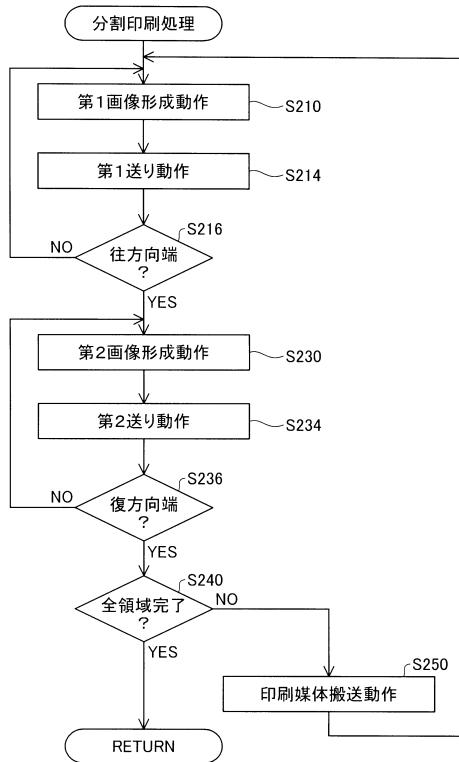 分割印刷処理
第1画像形成動作
S210
第1送り動作
S214
S216
往方向端
?
NO
YES
第2画像形成動作
S230
第2送り動作
S234
S236
復方向端
?
NO
YES
S240
全領域完了
?
NO
YES
S250
印刷媒体搬送動作
RETURN